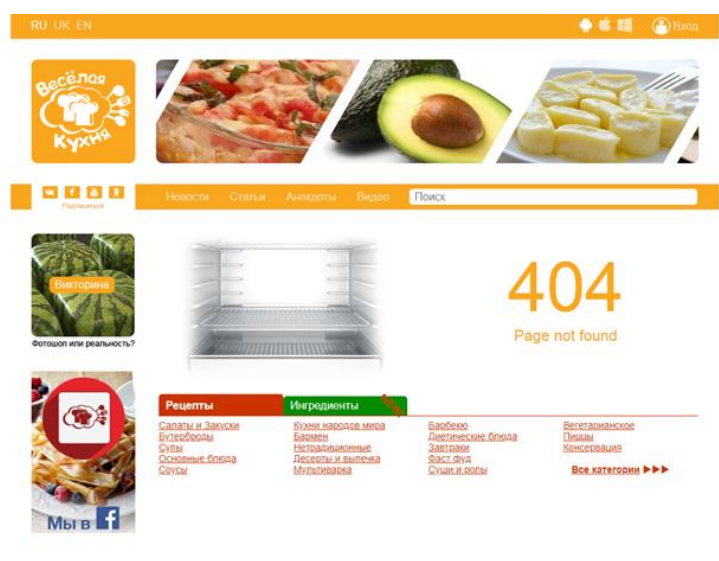 RU UK EN
Вход
Весёлая
Кухня
Подписаться
Новости Статьи Анекдоты Видео Поиск
Викторина
Фотошоп или реальность?
404
Page not found
Рецепты Ингредиенты
Салаты и Закуски Кухни народов мира Барбекю Вегетарианское
Бутерброды Бармен Диетические блюда Пиццы
Супы Нетрадиционные Завтраки Консервация
Основные блюда Десерты и выпечка Фаст фуд
Соусы Мультиварка Суши и ролы Все категории ►►►
Мы в f